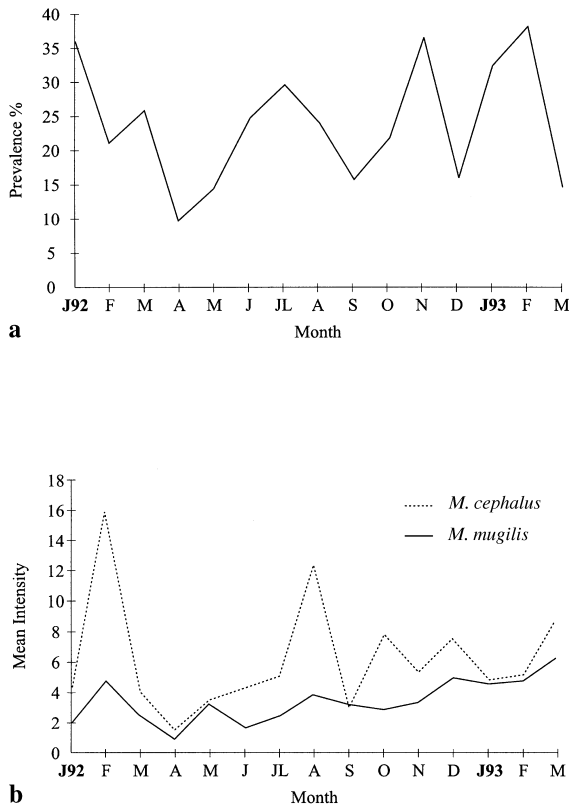 40
35
30
25
20
15
10
5
0
Prevalence %
J92 F M A M J JL A S O N D J93 F M
Month
a
18
16
14
12
10
8
6
4
2
0
Mean Intensity
M. cephalus
M. mugilis
J92 F M A M J JL A S O N D J93 F M
Month
b